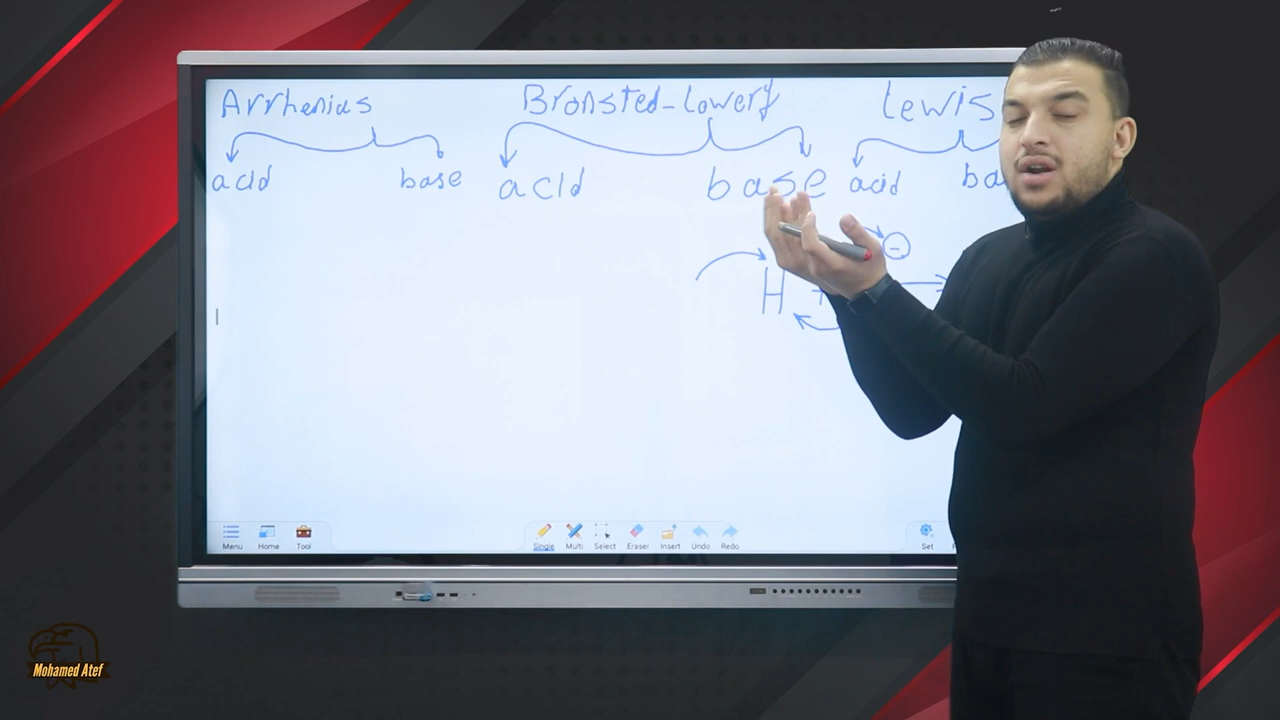 Arrhenius Bronsted-Lowery Lewis
acid base acid base acid ba
H +
Menu Home Tool Single Multi Select Eraser Insert Undo Redo Set
Mohamed Atef